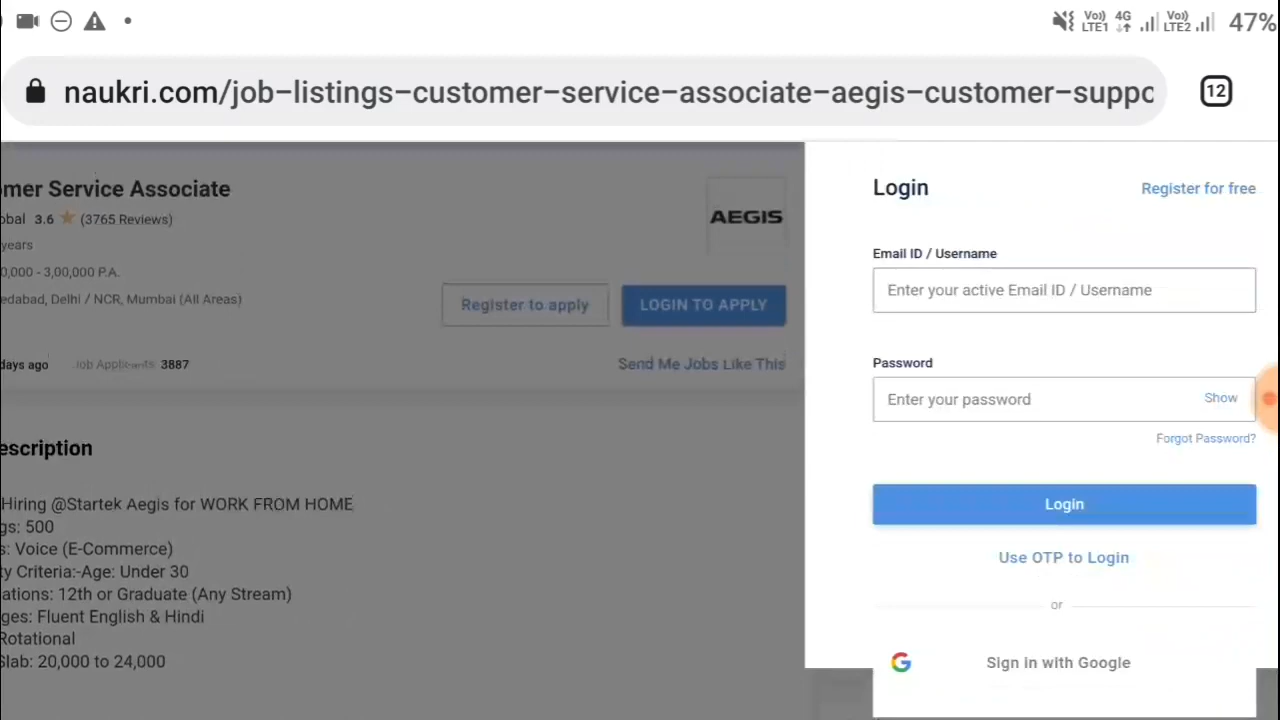 Vo) 4G Vo) 47%
LTE1 LTE2
naukri.com/job-listings-customer-service-associate-aegis-customer-suppo
12
omer Service Associate
obal 3.6 (3765 Reviews)
years
0,000 - 3,00,000 P.A.
edabad, Delhi / NCR, Mumbai (All Areas)
AEGIS
Register to apply
LOGIN TO APPLY
days ago Job Applicants 3887
Send Me Jobs Like This
escription
Hiring @Startek Aegis for WORK FROM HOME
gs: 500
s: Voice (E-Commerce)
ty Criteria:-Age: Under 30
ations: 12th or Graduate (Any Stream)
ges: Fluent English & Hindi
Rotational
Slab: 20,000 to 24,000
Login
Register for free
Email ID / Username
Enter your active Email ID / Username
Password
Enter your password
Show
Forgot Password?
Login
Use OTP to Login
or
Sign in with Google